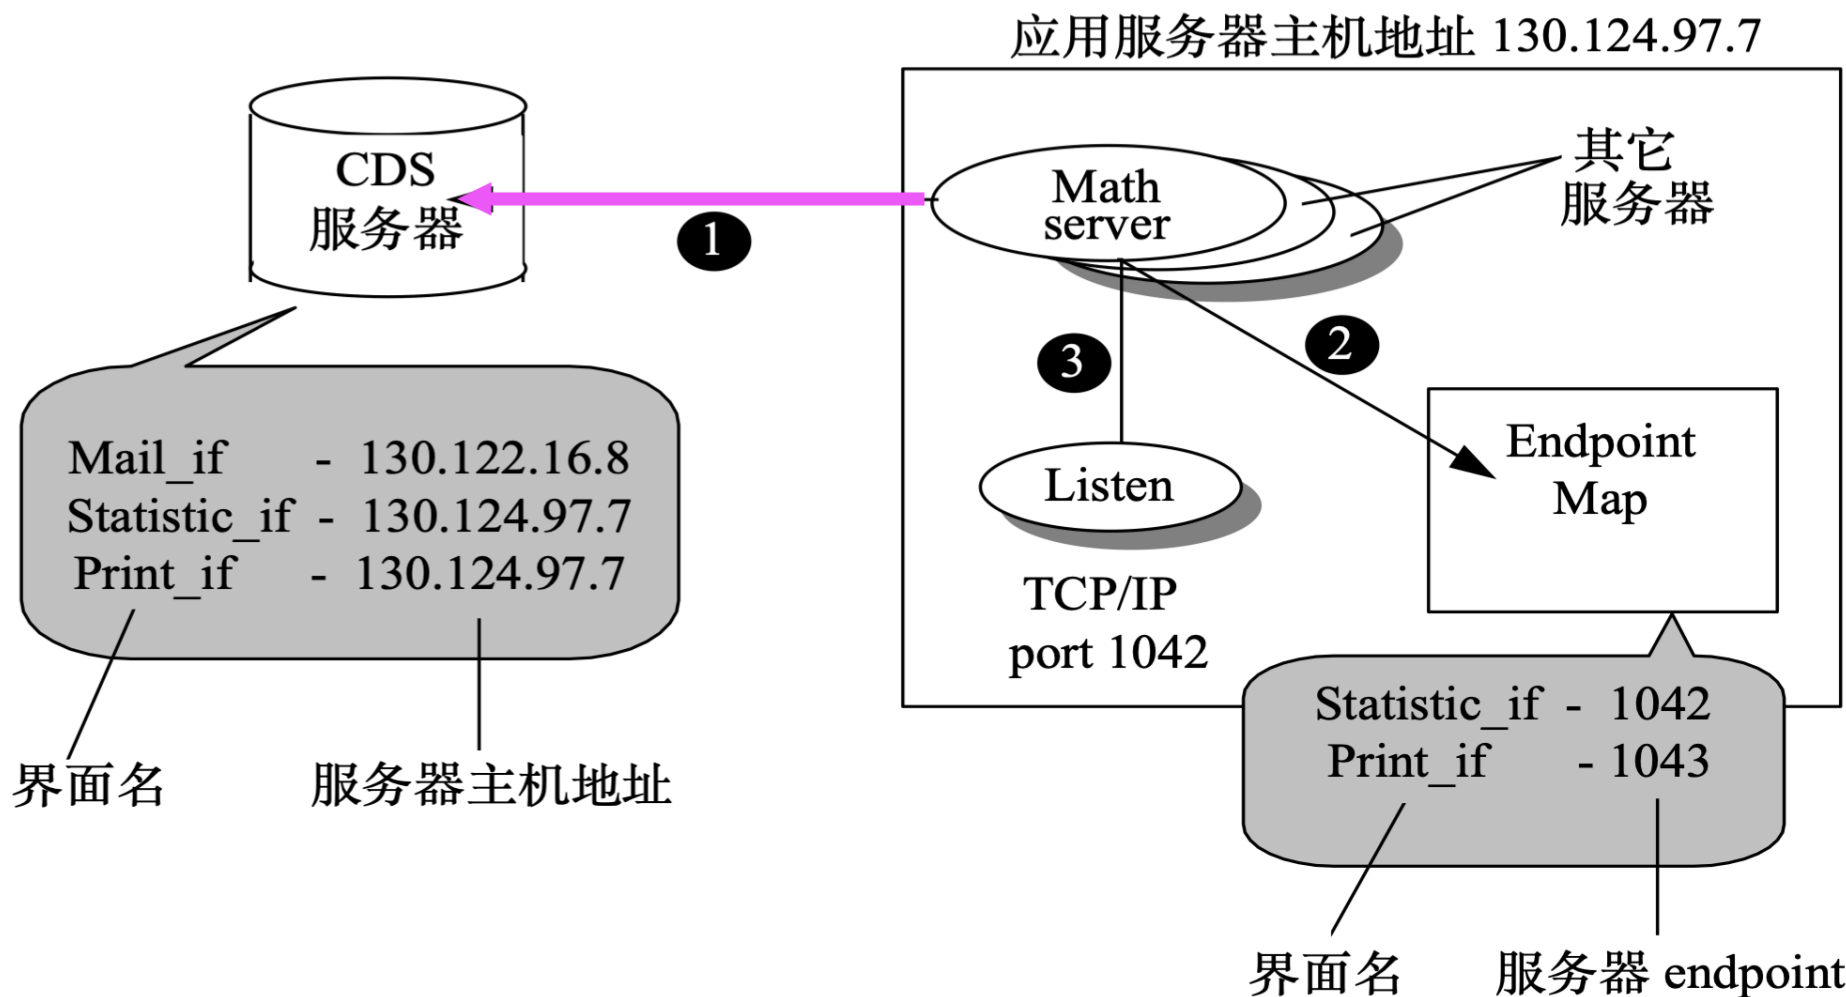 应用服务器主机地址 130.124.97.7
CDS
服务器
1
Math
server
其它
服务器
2
3
Listen
TCP/IP
port 1042
Endpoint
Map
Mail_if - 130.122.16.8
Statistic_if - 130.124.97.7
Print_if - 130.124.97.7
界面名
服务器主机地址
Statistic_if - 1042
Print_if - 1043
界面名
服务器 endpoint